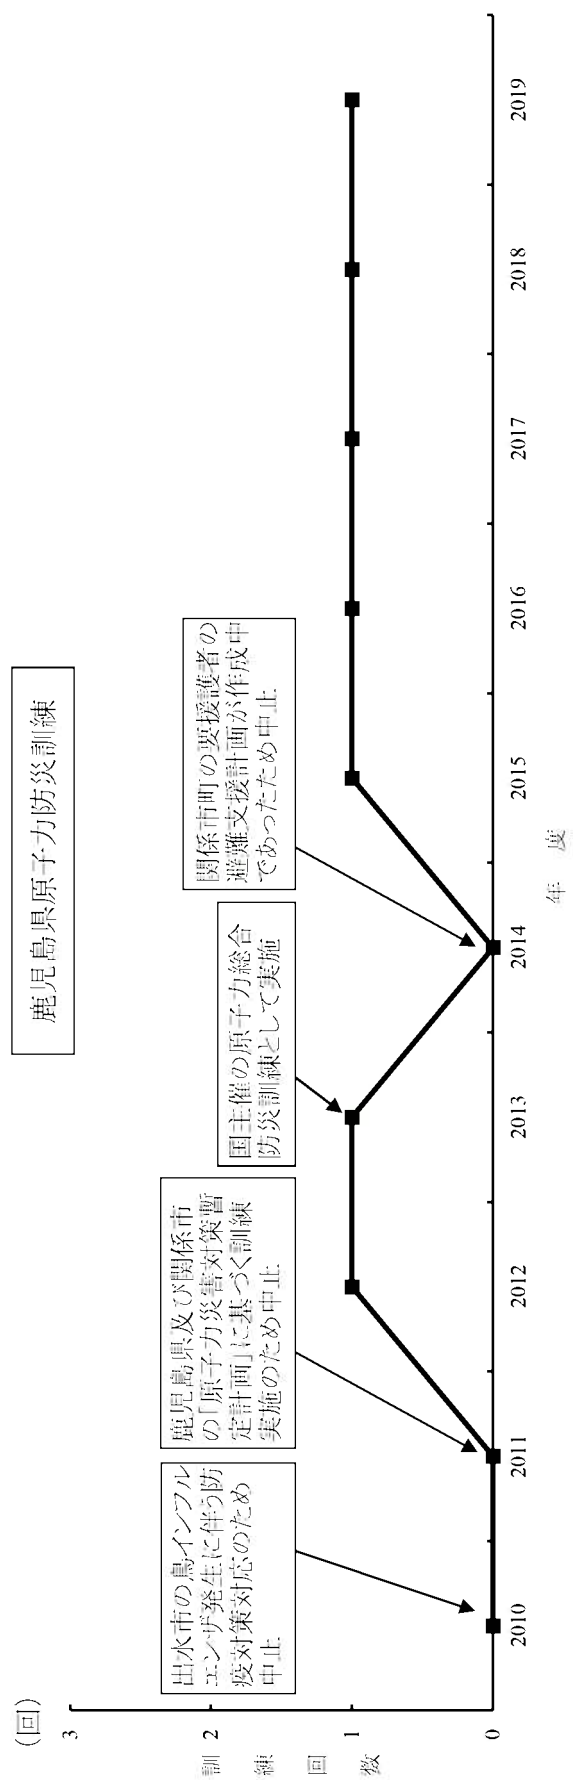 鹿児島県原子力防災訓練
(回)
3
2
1
0
訓練回数
出水市の鳥インフル
エンザ発生に伴う防
疫対策対応のため
中止
鹿児島県及び関係市
の「原子力災害対策暫
定計画」に基づく訓練
実施のため中止
国主催の原子力総合
防災訓練として実施
関係市町の要援護者の
避難支援計画が作成中
であったため中止
2010
2011
2012
2013
2014
2015
2016
2017
2018
2019
年度